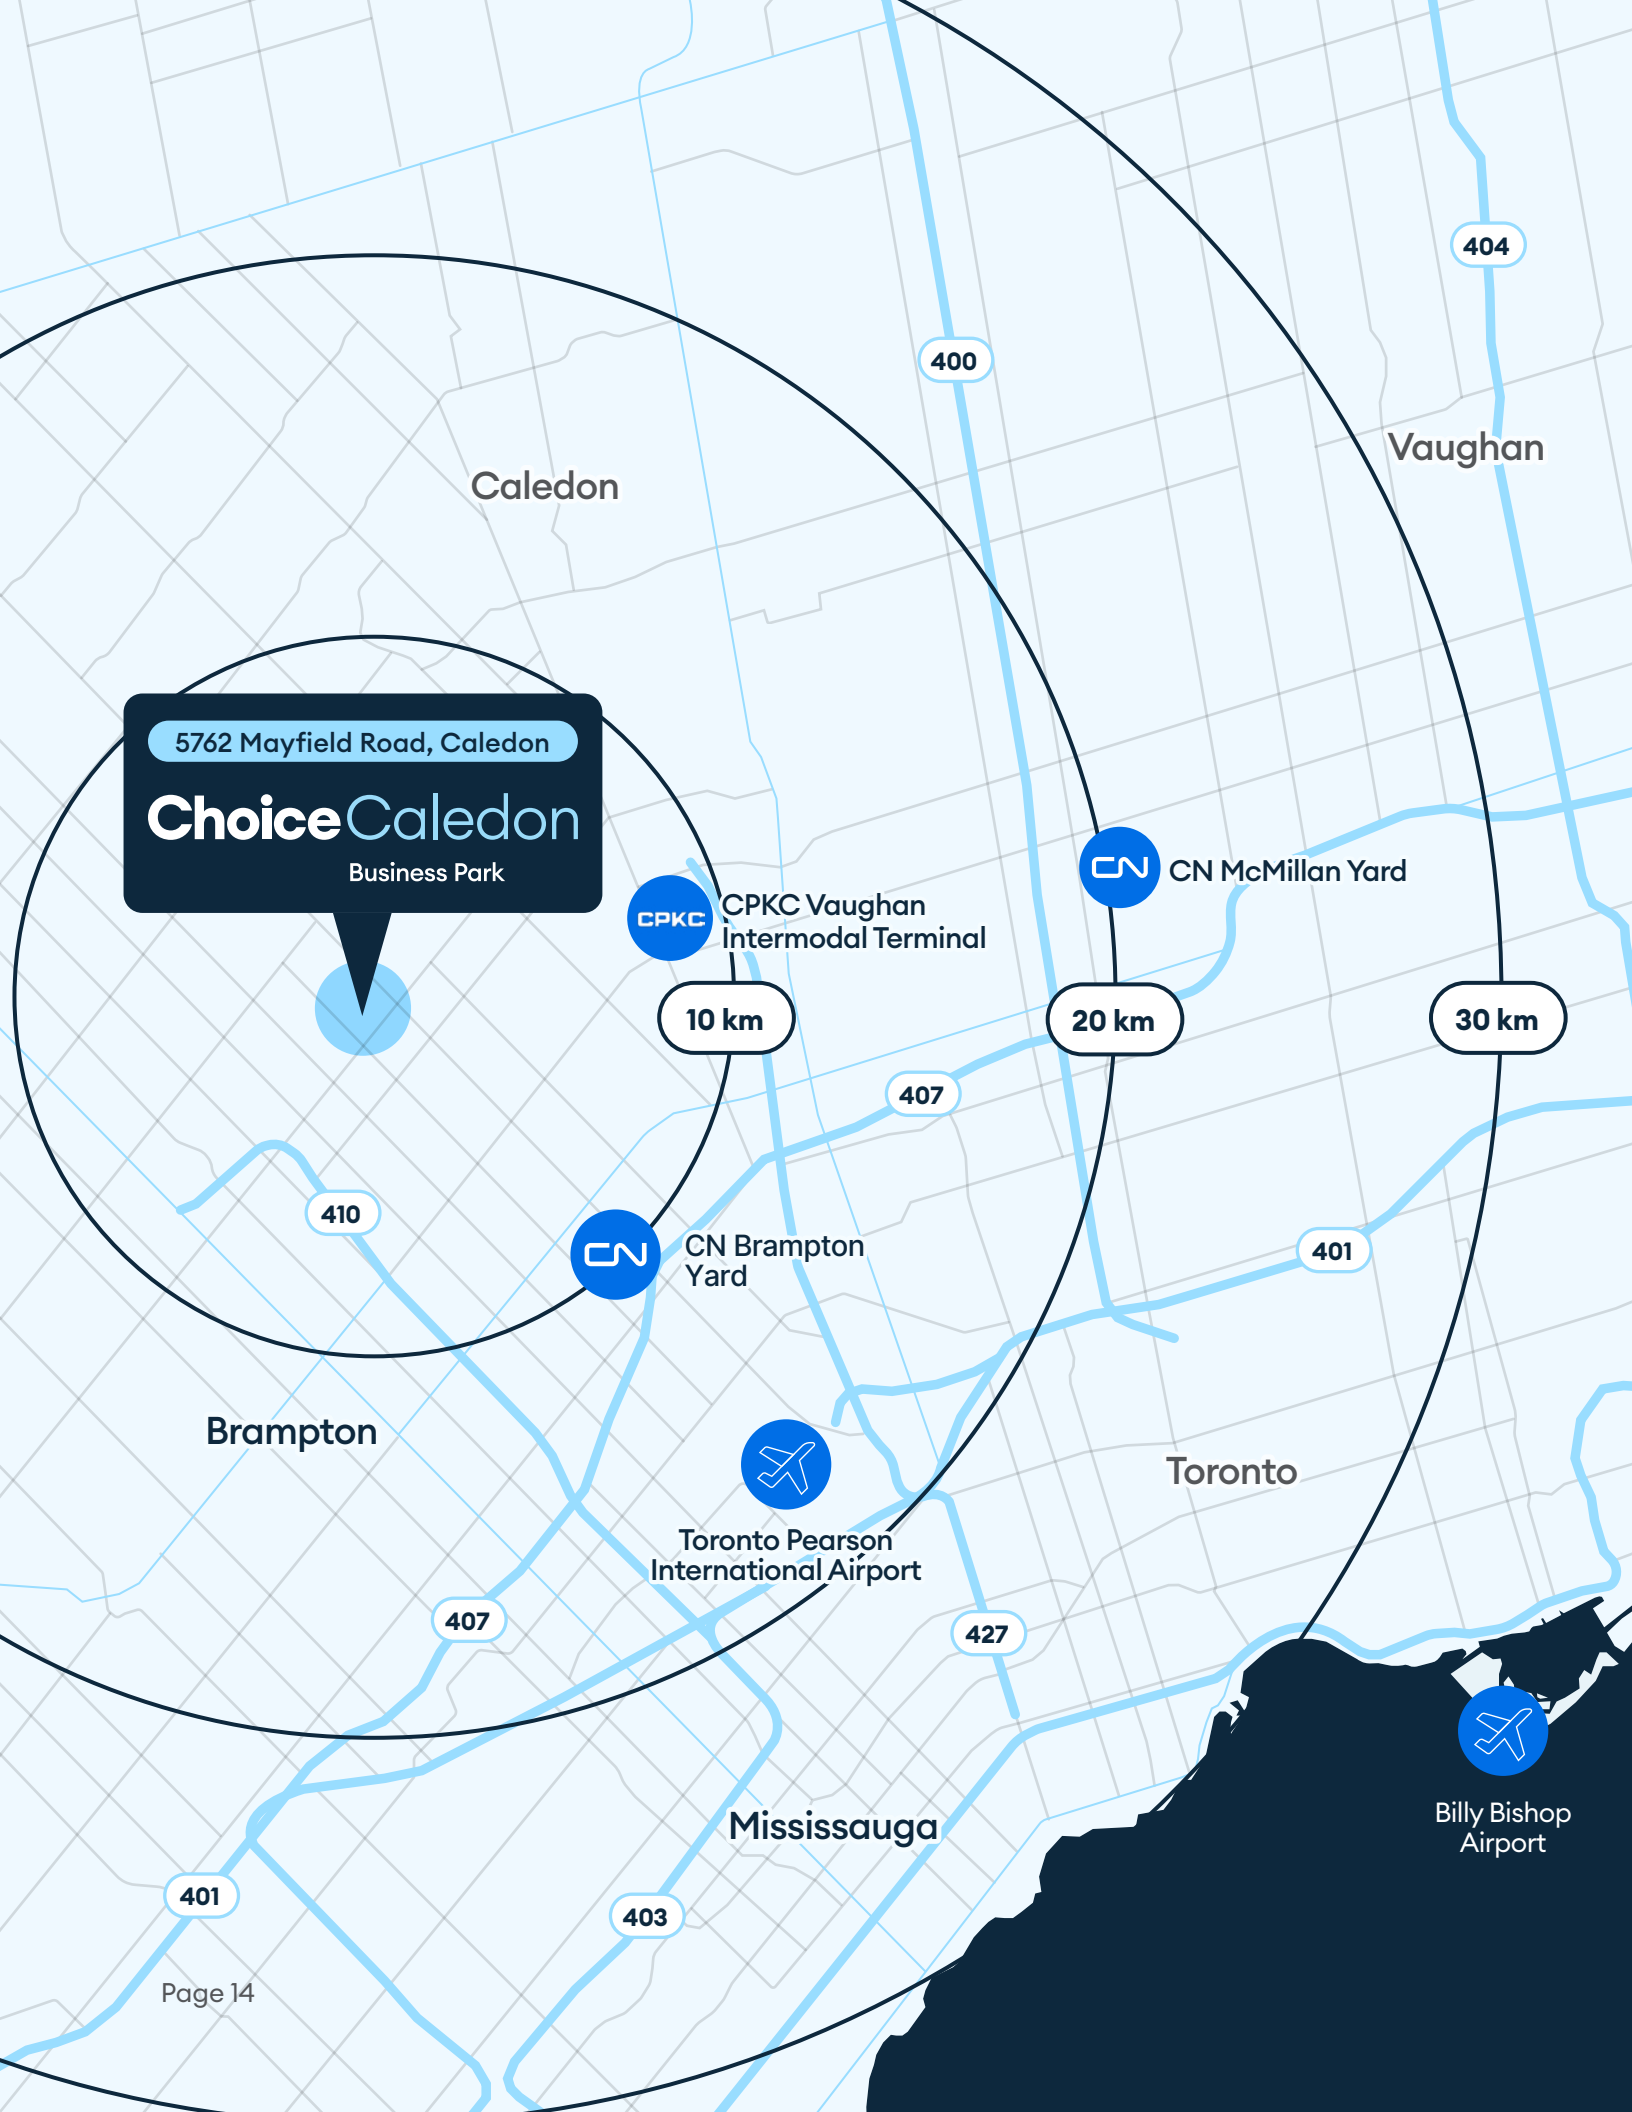 404
400
Vaughan
Caledon
5762 Mayfield Road, Caledon
Choice Caledon
Business Park
CN
CN McMillan Yard
CPKC
CPKC Vaughan
Intermodal Terminal
10 km
20 km
30 km
407
410
CN
CN Brampton
Yard
401
Brampton
Toronto
Toronto Pearson
International Airport
407
427
Billy Bishop
Airport
Mississauga
401
403
Page 14